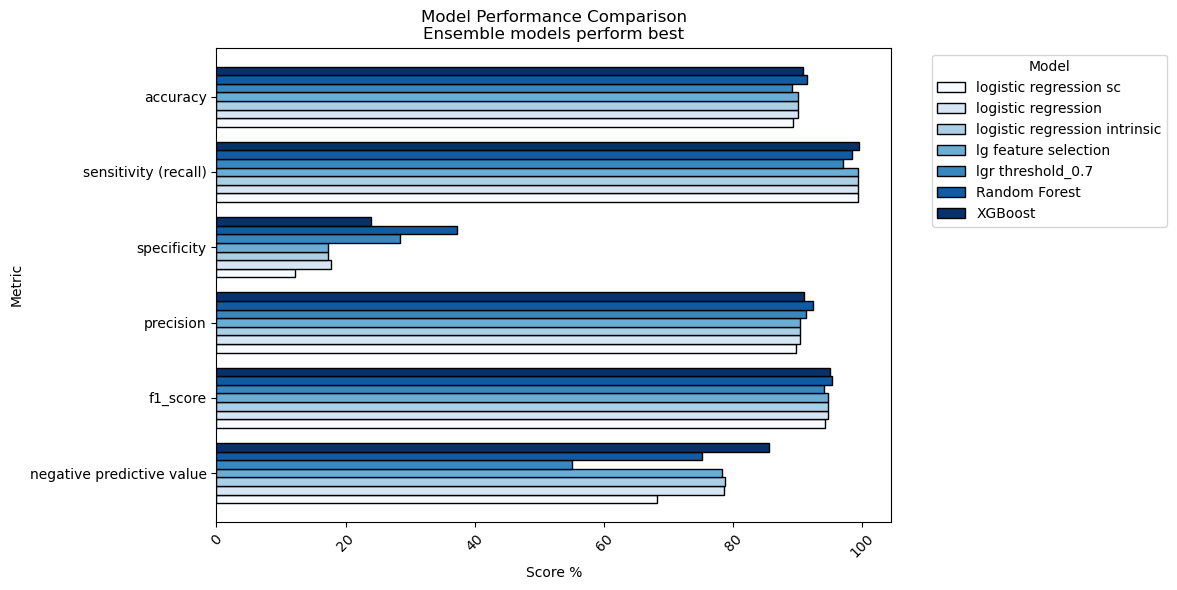 Model Performance Comparison
Ensemble models perform best
Metric
accuracy
sensitivity (recall)
specificity
precision
f1_score
negative predictive value
0 20 40 60 80 100
Score %
Model
logistic regression sc
logistic regression
logistic regression intrinsic
lg feature selection
lgr threshold_0.7
Random Forest
XGBoost